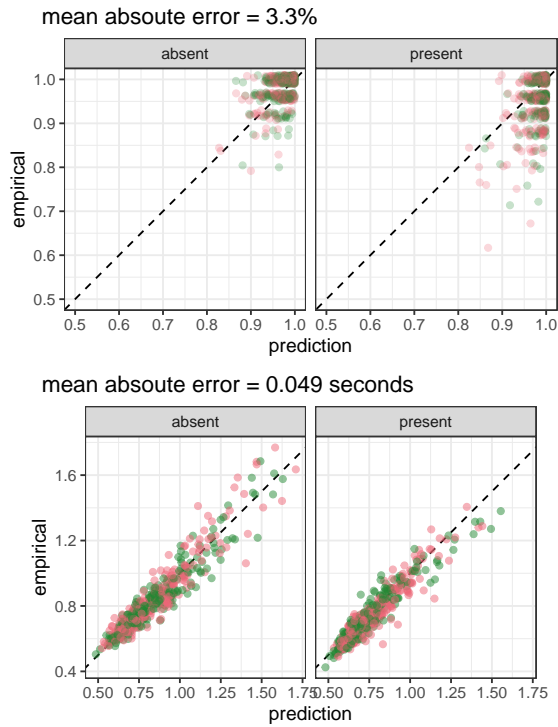 mean absoute error = 3.3%
absent present
1.0
0.9
0.8
0.7
0.6
0.5
empirical
0.5 0.6 0.7 0.8 0.9 1.0 0.5 0.6 0.7 0.8 0.9 1.0
prediction
mean absoute error = 0.049 seconds
absent present
1.6
1.2
0.8
0.4
empirical
0.50 0.75 1.00 1.25 1.50 1.75 0.50 0.75 1.00 1.25 1.50 1.75
prediction